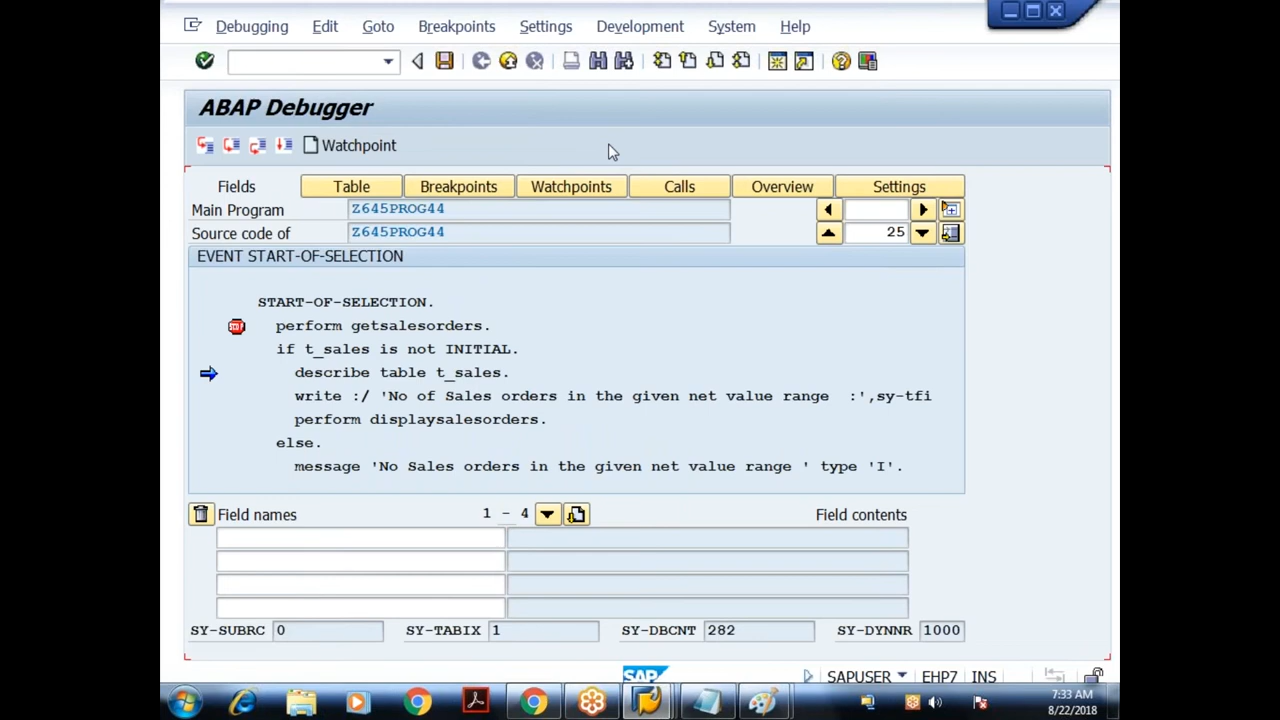 Debugging Edit Goto Breakpoints Settings Development System Help
ABAP Debugger
Watchpoint
Fields Table Breakpoints Watchpoints Calls Overview Settings
Main Program Z645PROG44
Source code of Z645PROG44 25
EVENT START-OF-SELECTION
START-OF-SELECTION.
STOP perform getsalesorders.
if t_sales is not INITIAL.
describe table t_sales.
write :/ 'No of Sales orders in the given net value range  :',sy-tfi
perform displaysalesorders.
else.
message 'No Sales orders in the given net value range ' type 'I'.
Field names 1 - 4 Field contents
SY-SUBRC 0 SY-TABIX 1 SY-DBCNT 282 SY-DYNNR 1000
SAP SAPUSER EHP7 INS
7:33 AM
8/22/2018